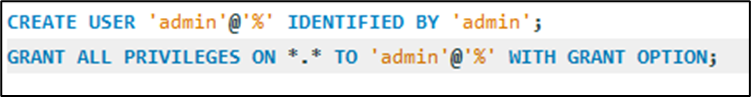 CREATE USER 'admin'@'%' IDENTIFIED BY 'admin';
GRANT ALL PRIVILEGES ON *.* TO 'admin'@'%' WITH GRANT OPTION;